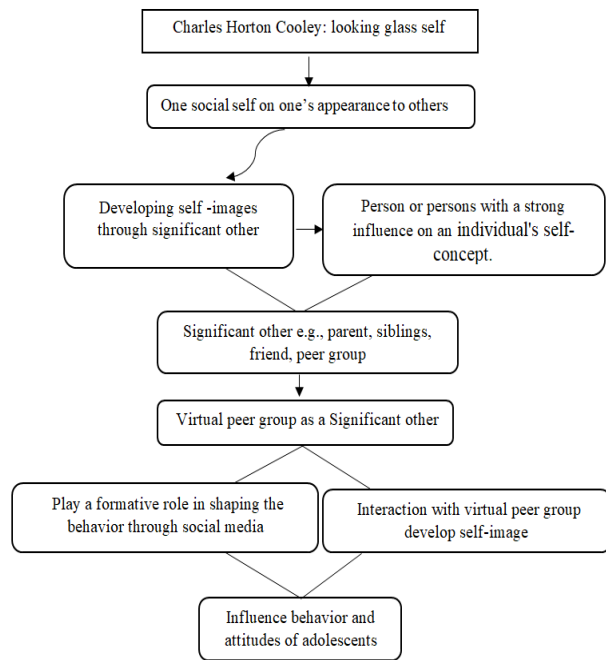 Charles Horton Cooley: looking glass self
One social self on one’s appearance to others
Developing self -images
through significant other
Person or persons with a strong
influence on an individual's self-
concept.
Significant other e.g., parent, siblings,
friend, peer group
Virtual peer group as a Significant other
Play a formative role in shaping the
behavior through social media
Interaction with virtual peer group
develop self-image
Influence behavior and
attitudes of adolescents